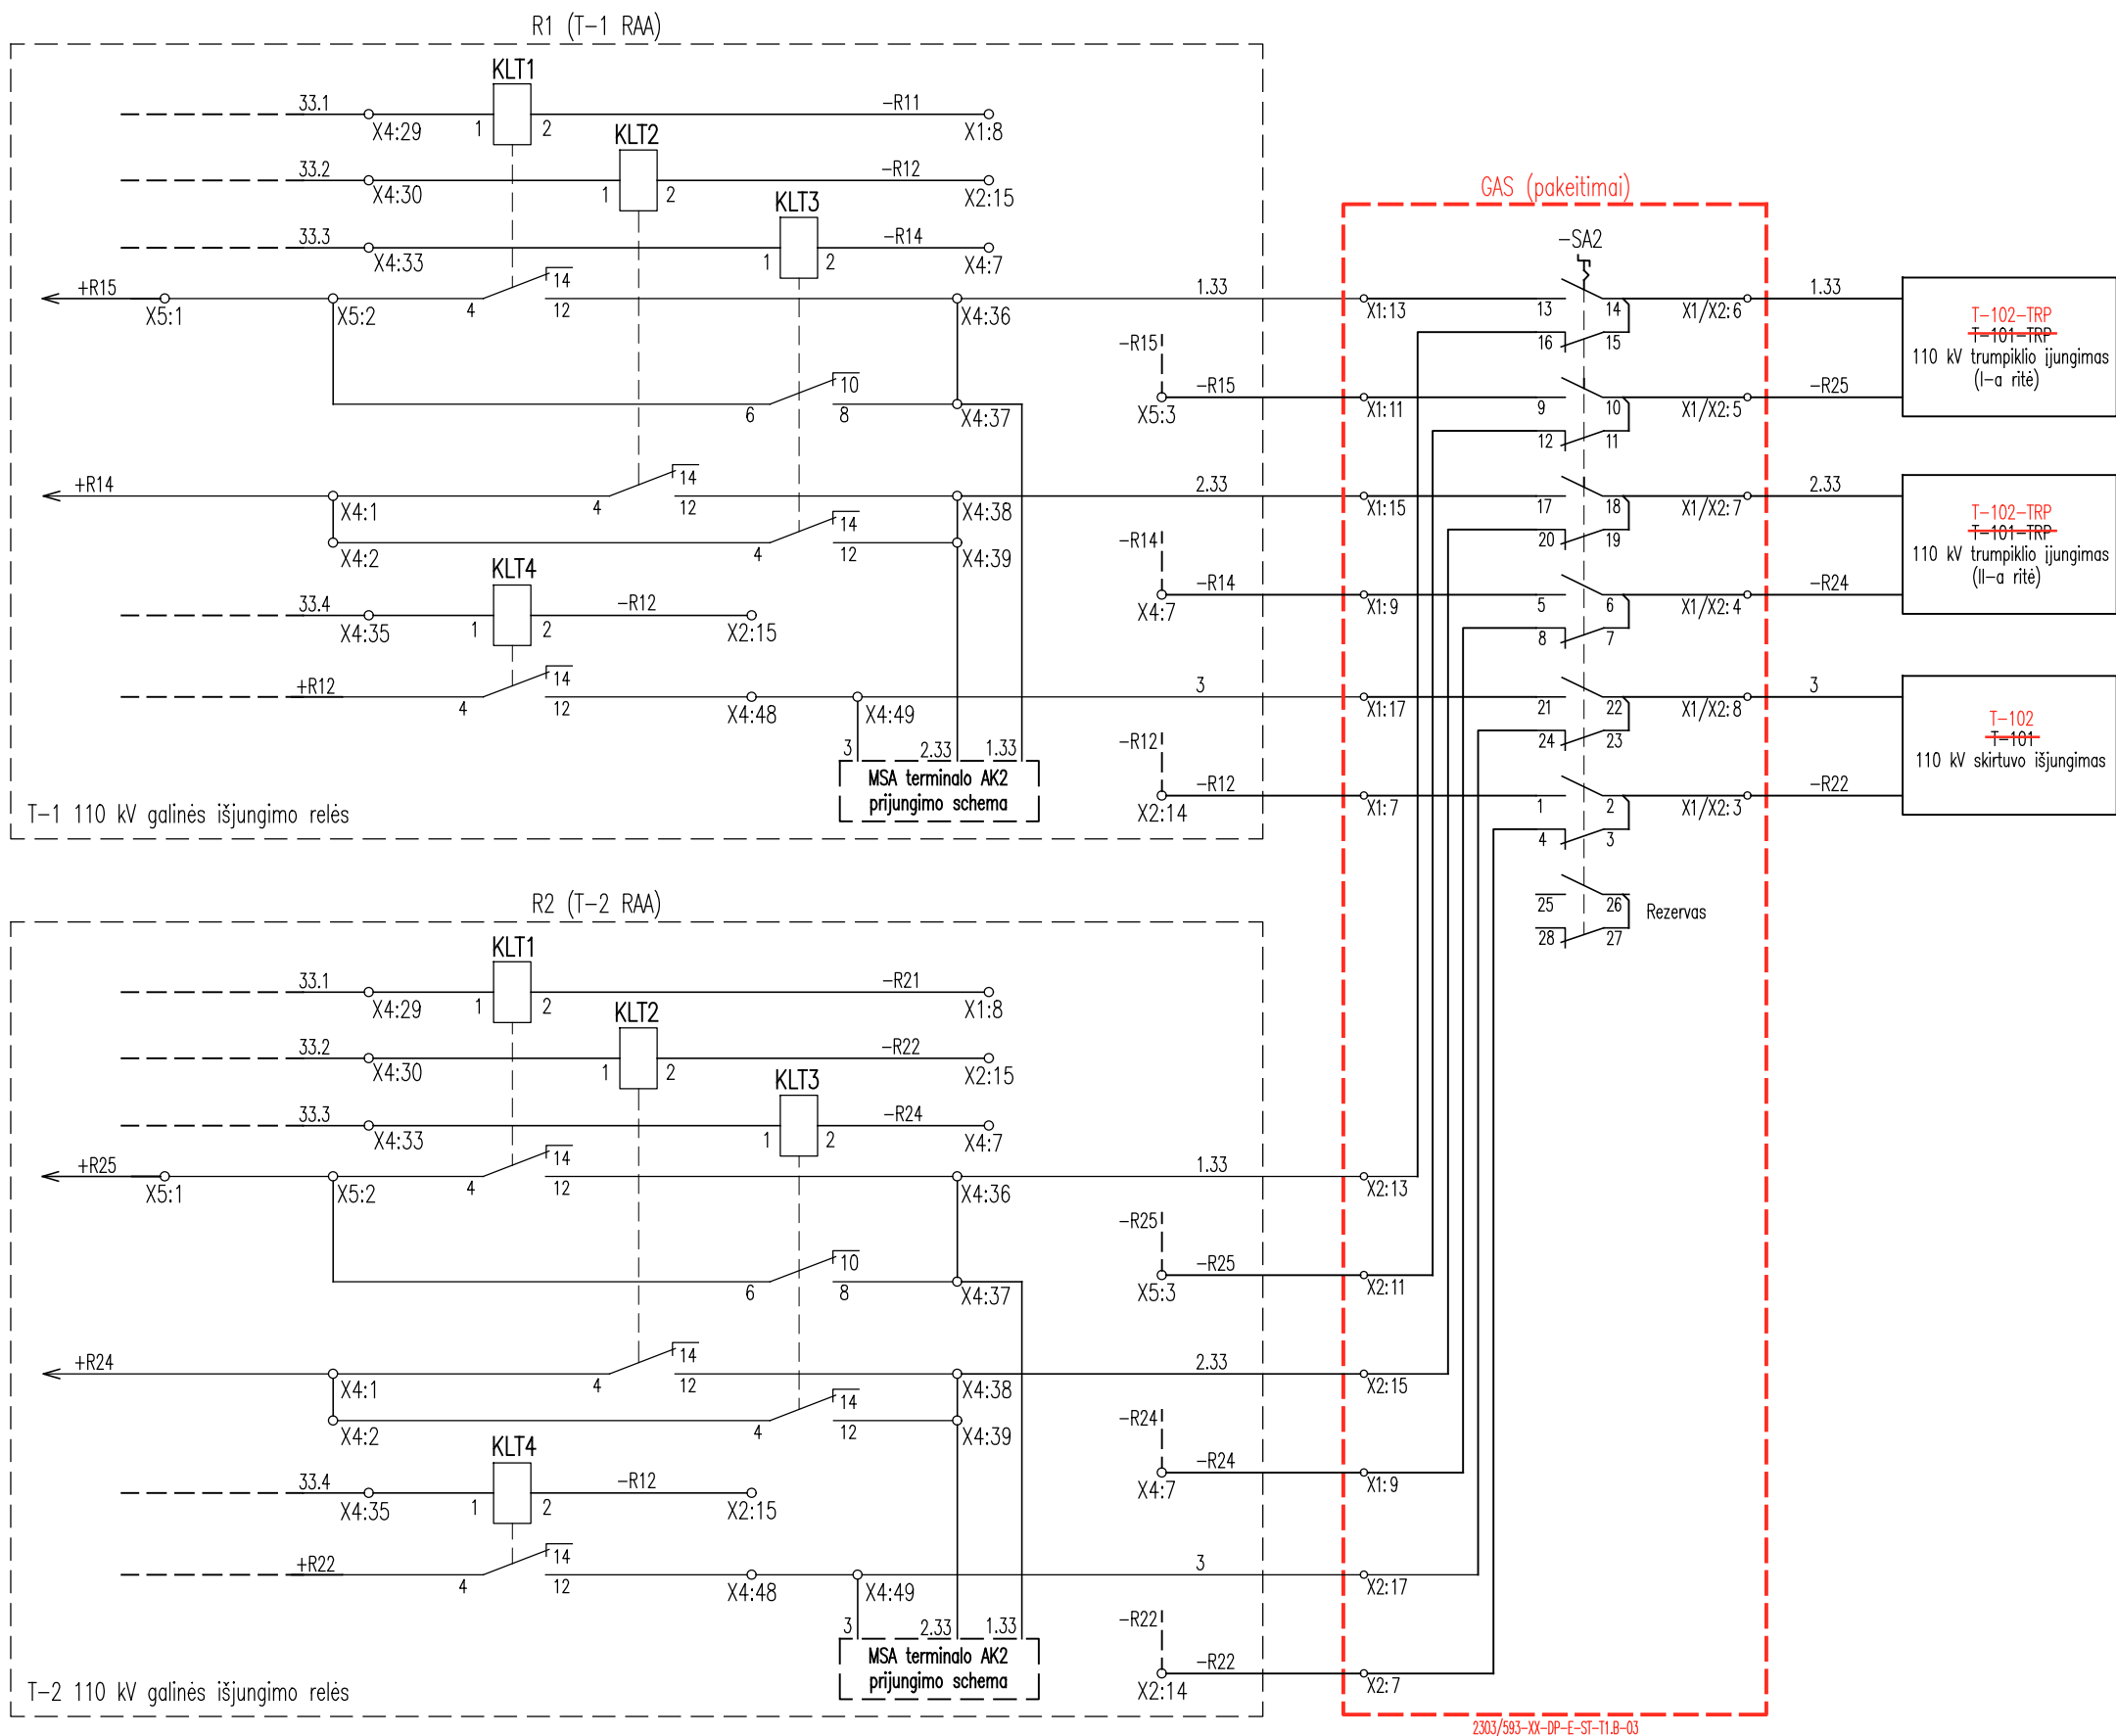 R1 (T-1 RAA)
KLT1
33.1
X4:29
1
2
-R11
X1:8
KLT2
33.2
X4:30
1
2
-R12
X2:15
KLT3
33.3
X4:33
1
2
-R14
X4:7
+R15
X5:1
X5:2
4
14
12
X4:36
1.33
6
10
8
X4:37
-R15
-R15
X5:3
+R14
X4:1
4
14
12
X4:38
2.33
X4:2
4
14
12
X4:39
-R14
-R14
X4:7
KLT4
33.4
X4:35
1
2
-R12
X2:15
+R12
4
14
12
X4:48
X4:49
3
3
2.33
1.33
MSA terminalo AK2
prijungimo schema
-R12
-R12
X2:14
T-1 110 kV galinės išjungimo relės
GAS (pakeitimai)
-SA2
X1:13
13
14
X1/X2:6
1.33
16
15
X1:11
9
10
X1/X2:5
-R25
12
11
X1:15
17
18
X1/X2:7
2.33
20
19
X1:9
5
6
X1/X2:4
-R24
8
7
X1:17
21
22
X1/X2:8
3
24
23
X1:7
1
2
X1/X2:3
-R22
4
3
25
26
Rezervas
28
27
T-102-TRP
T-101-TRP
110 kV trumpiklio įjungimas
(I-a ritė)
T-102-TRP
T-101-TRP
110 kV trumpiklio įjungimas
(II-a ritė)
T-102
T-101
110 kV skirtuvo išjungimas
R2 (T-2 RAA)
KLT1
33.1
X4:29
1
2
-R21
X1:8
KLT2
33.2
X4:30
1
2
-R22
X2:15
KLT3
33.3
X4:33
1
2
-R24
X4:7
+R25
X5:1
X5:2
4
14
12
X4:36
1.33
X2:13
6
10
8
X4:37
-R25
-R25
X5:3
X2:11
+R24
X4:1
4
14
12
X4:38
2.33
X2:15
X4:2
4
14
12
X4:39
-R24
-R24
X4:7
X1:9
KLT4
33.4
X4:35
1
2
-R12
X2:15
+R22
4
14
12
X4:48
X4:49
3
X2:17
3
2.33
1.33
MSA terminalo AK2
prijungimo schema
-R22
-R22
X2:14
X2:7
T-2 110 kV galinės išjungimo relės
2303/593-XX-DP-E-ST-T1.B-03